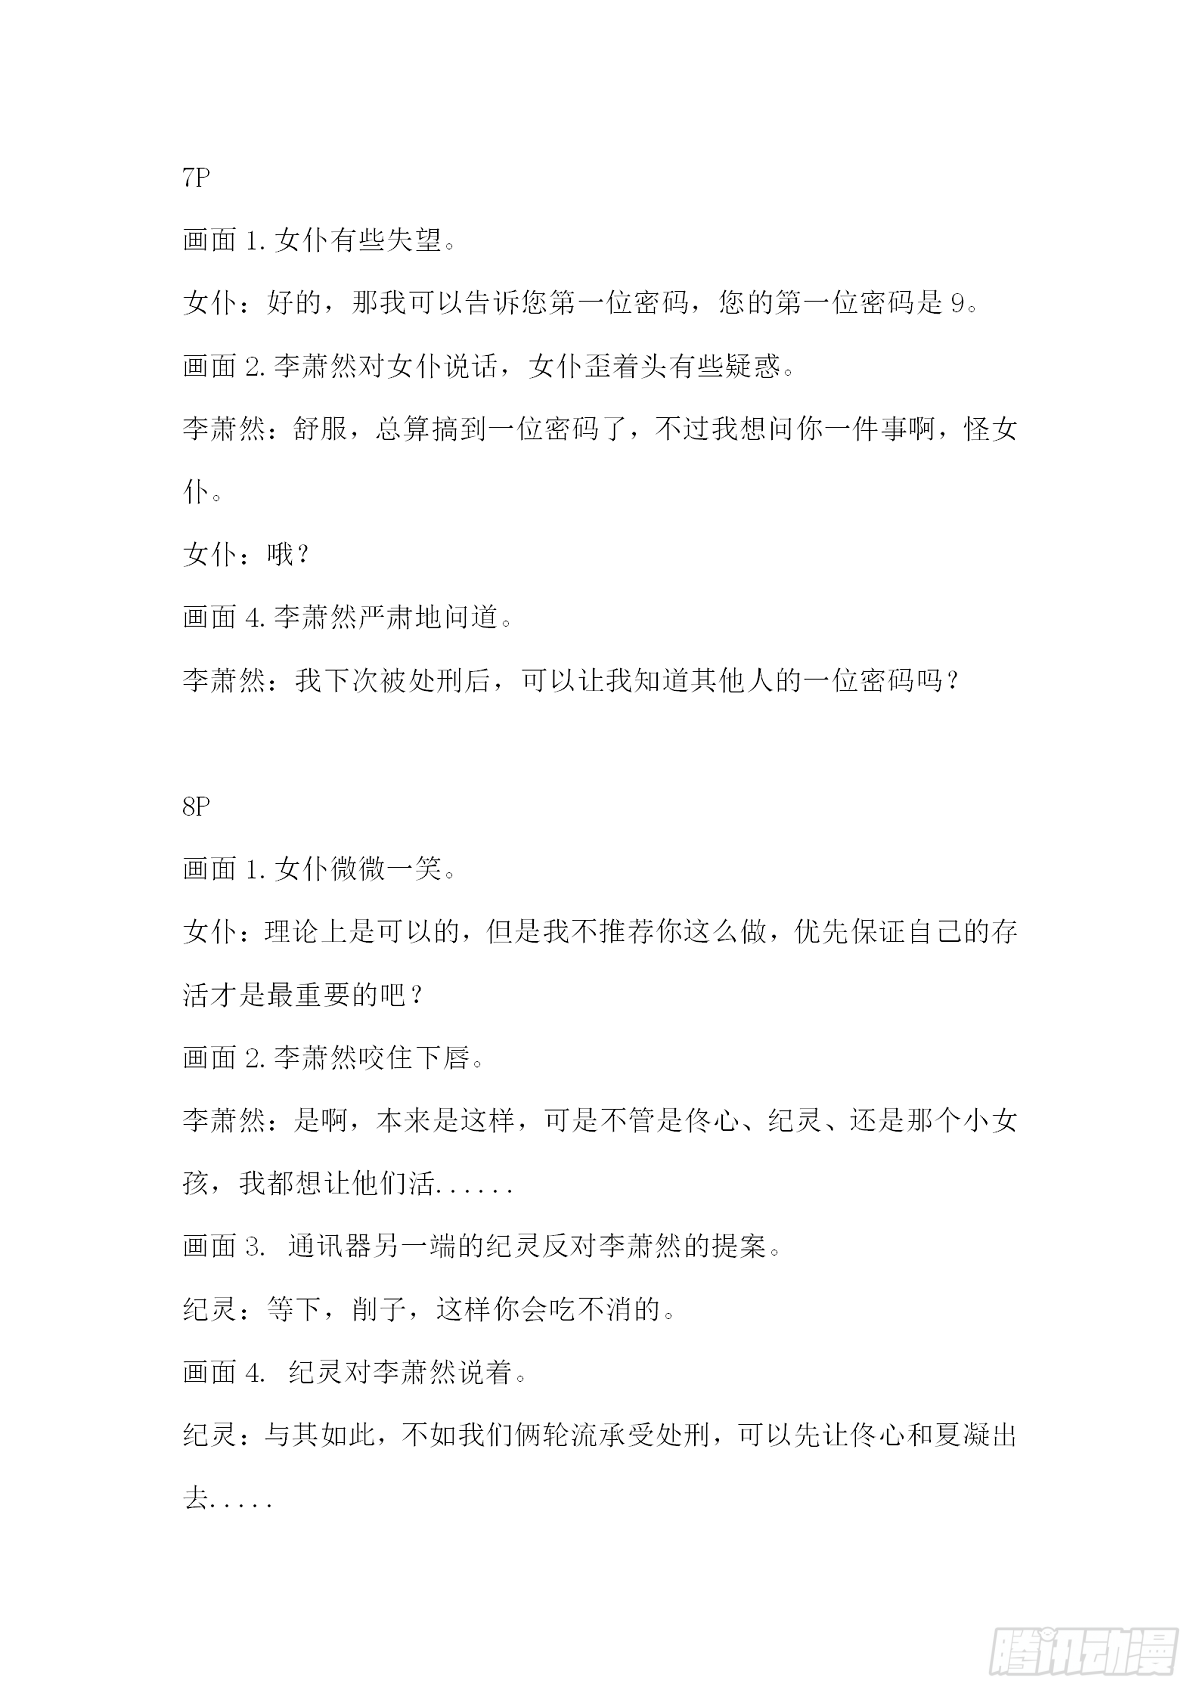 7P
画面 1.女仆有些失望。
女仆：好的，那我可以告诉您第一位密码，您的第一位密码是 9。
画面 2.李萧然对女仆说话，女仆歪着头有些疑惑。
李萧然：舒服，总算搞到一位密码了，不过我想问你一件事啊，怪女
仆。
女仆：哦？
画面 4.李萧然严肃地问道。
李萧然：我下次被处刑后，可以让我知道其他人的一位密码吗？
8P
画面 1.女仆微微一笑。
女仆：理论上是可以的，但是我不推荐你这么做，优先保证自己的存
活才是最重要的吧？
画面 2.李萧然咬住下唇。
李萧然：是啊，本来是这样，可是不管是佟心、纪灵、还是那个小女
孩，我都想让他们活......
画面 3. 通讯器另一端的纪灵反对李萧然的提案。
纪灵：等下，削子，这样你会吃不消的。
画面 4. 纪灵对李萧然说着。
纪灵：与其如此，不如我们俩轮流承受处刑，可以先让佟心和夏凝出
去.....
腾讯动漫